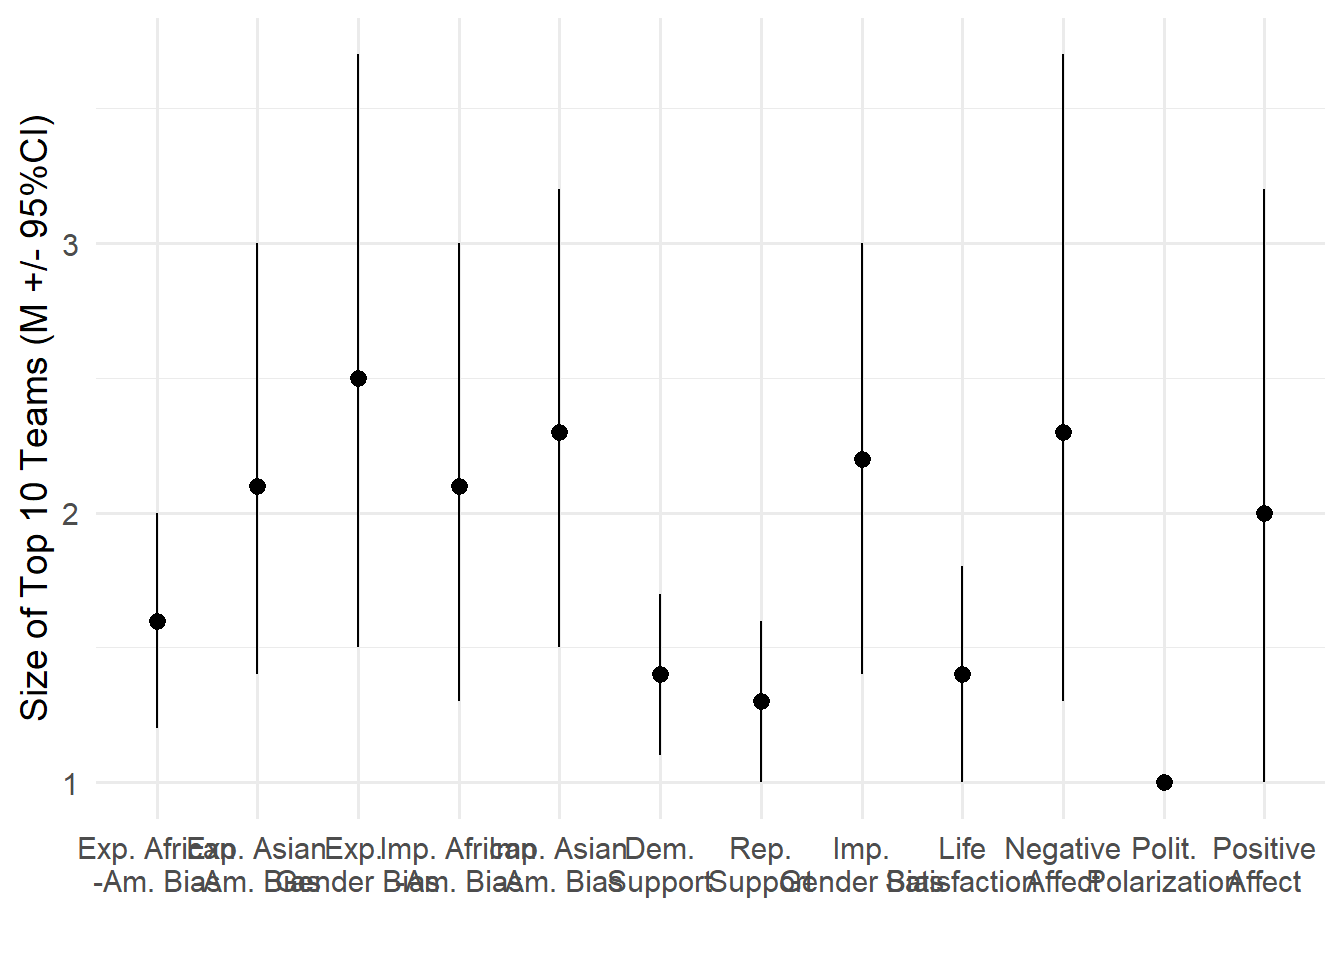 Size of Top 10 Teams (M +/- 95%CI)
3
2
1
Exp. African
-Am. Bias
Exp. Asian
-Am. Bias
Exp.
Gender Bias
Imp. African
-Am. Bias
Imp. Asian
-Am. Bias
Dem.
Support
Rep.
Support
Imp.
Gender Bias
Life
Satisfaction
Negative
Affect
Polit.
Polarization
Positive
Affect